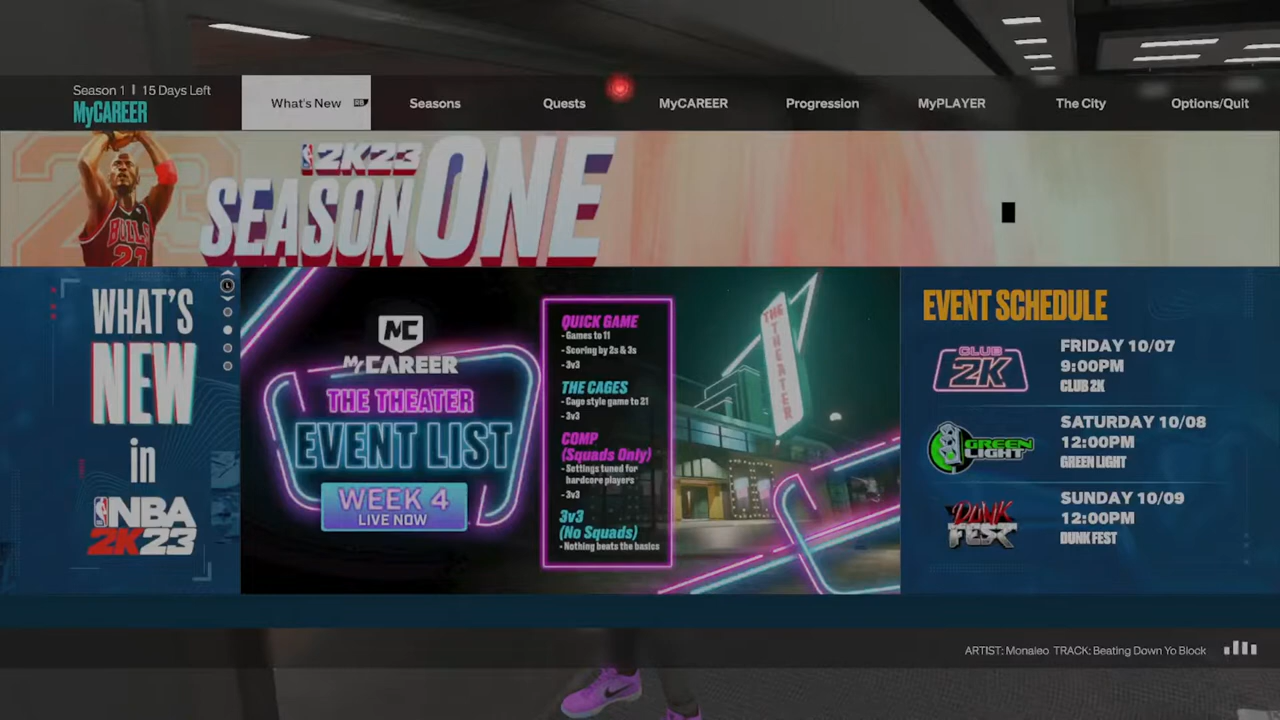 Season 1 | 15 Days Left
MyCAREER
What's New RB
Seasons
Quests
MyCAREER
Progression
MyPLAYER
The City
Options/Quit
23
BULLS
23
NBA 2K23
SEASON ONE
WHAT'S
NEW
in
NBA
2K23
L
MC
MyCAREER
THE THEATER
EVENT LIST
WEEK 4
LIVE NOW
QUICK GAME
- Games to 11
- Scoring by 2s & 3s
- 3v3
THE CAGES
- Cage style game to 21
- 3v3
COMP
(Squads Only)
- Settings tuned for
hardcore players
- 3v3
3v3
(No Squads)
- Nothing beats the basics
THE THEATER
EVENT SCHEDULE
CLUB
2K
FRIDAY 10/07
9:00PM
CLUB 2K
GREEN
LIGHT
SATURDAY 10/08
12:00PM
GREEN LIGHT
DUNK
FEST
SUNDAY 10/09
12:00PM
DUNK FEST
ARTIST: Monaleo TRACK: Beating Down Yo Block